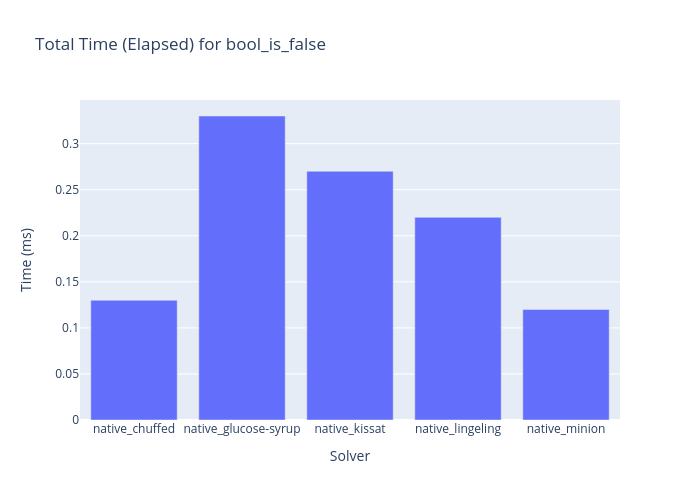 Total Time (Elapsed) for bool_is_false
Time (ms)
0.3
0.25
0.2
0.15
0.1
0.05
0
native_chuffed native_glucose-syrup native_kissat native_lingeling native_minion
Solver